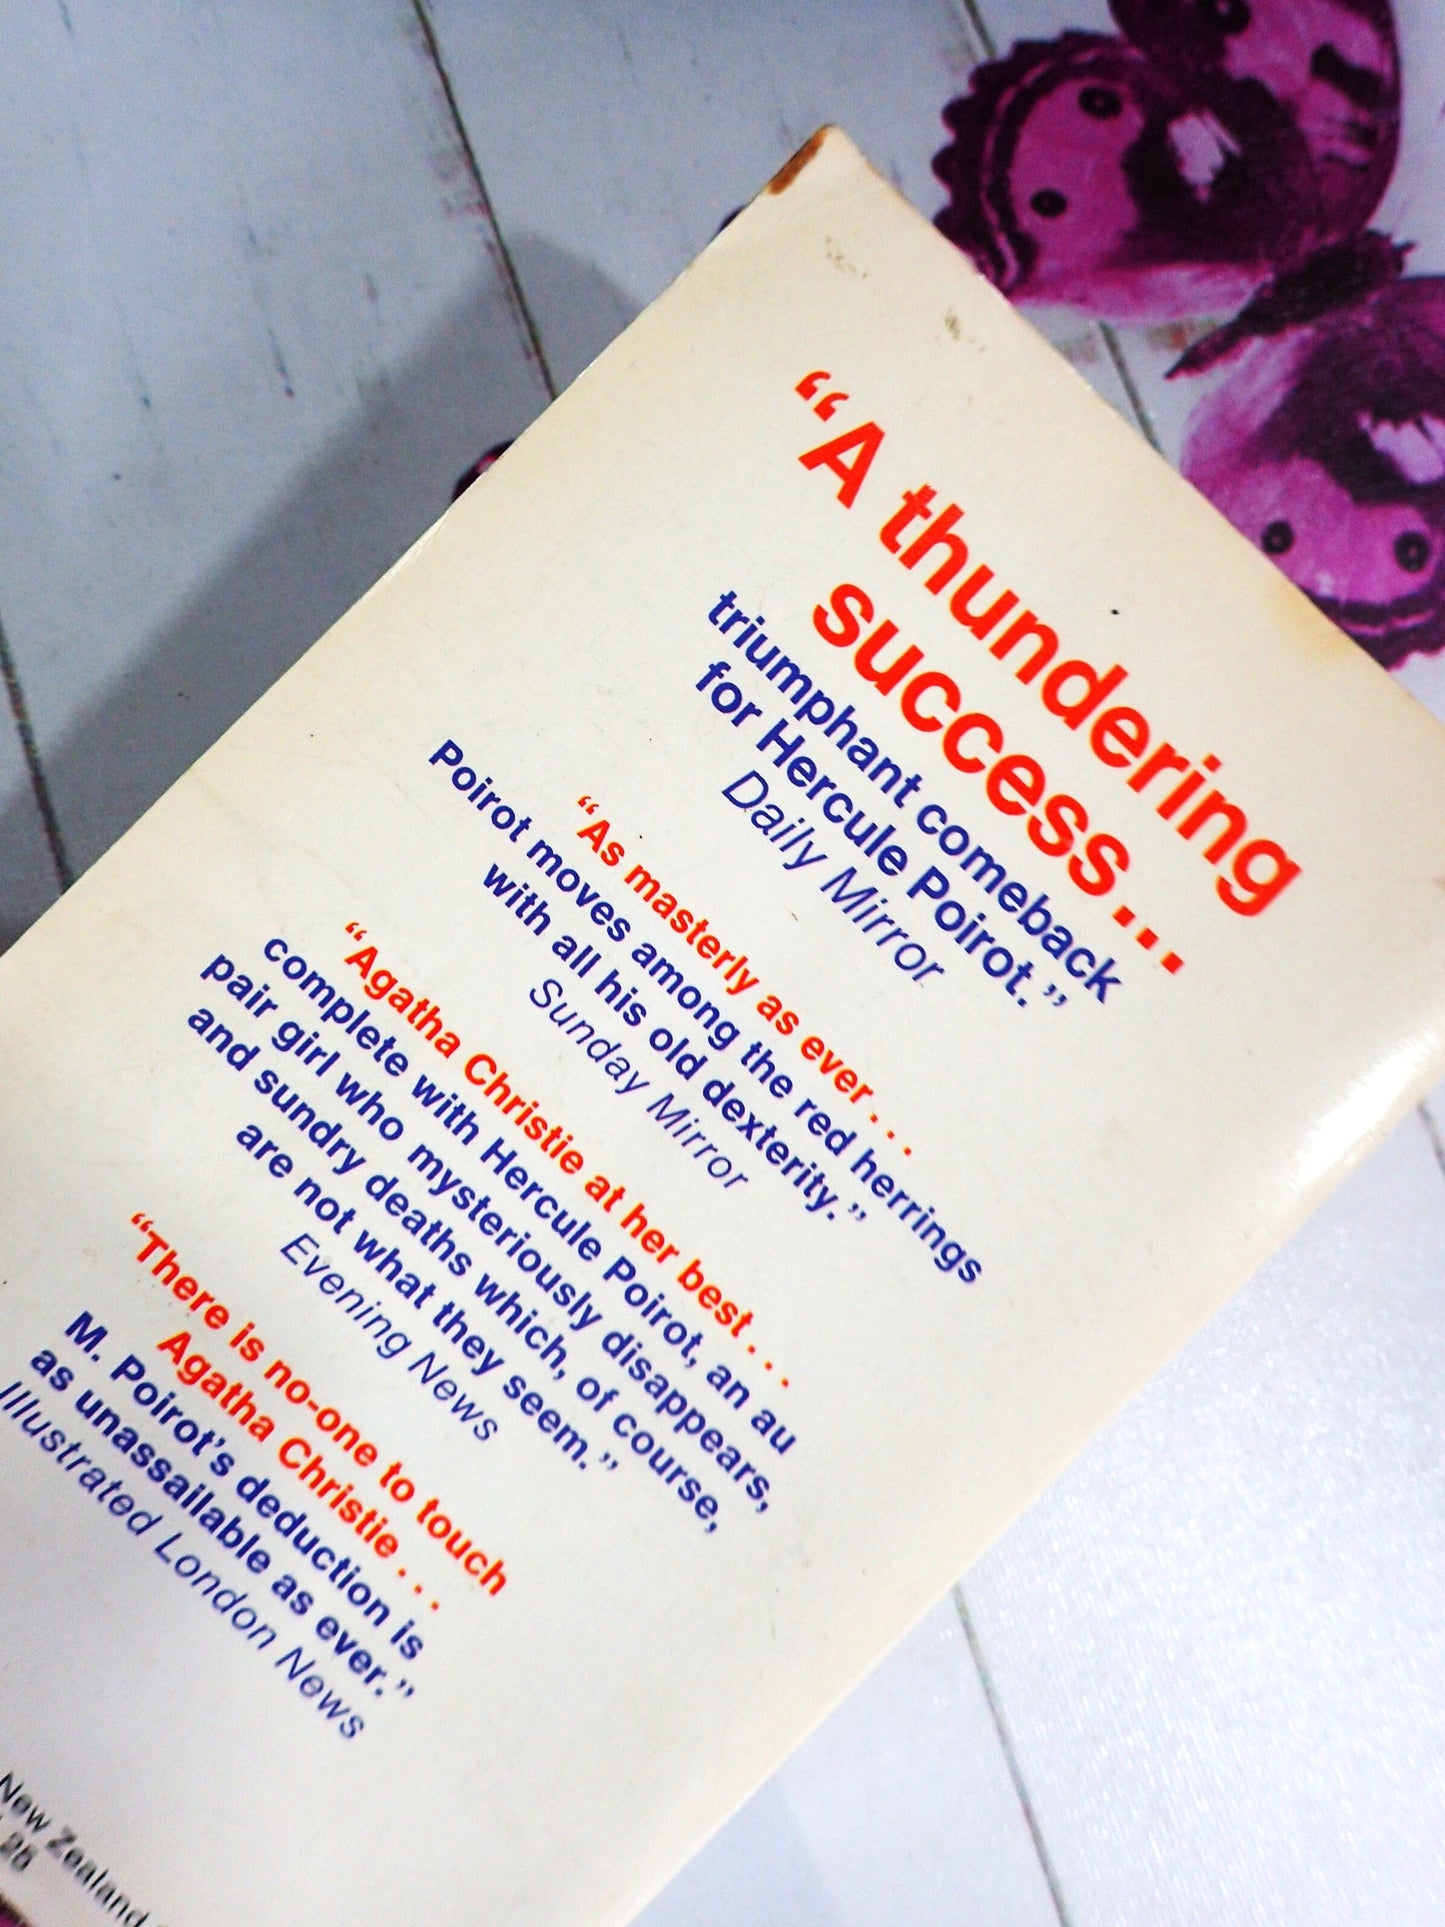 “A thundering
success...
triumphant comeback
for Hercule Poirot.”
Daily Mirror
“As masterly as ever...
Poirot moves among the red herrings
with all his old dexterity.”
Sunday Mirror
“Agatha Christie at her best...
complete with Hercule Poirot, an au
pair girl who mysteriously disappears,
and sundry deaths which, of course,
are not what they seem.”
Evening News
“There is no-one to touch
Agatha Christie...
M. Poirot’s deduction is
as unassailable as ever.”
Illustrated London News
New Zealand